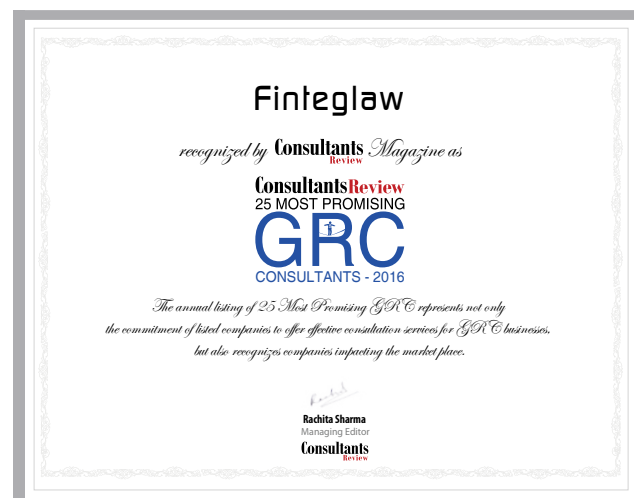 Finteglaw
recognized by Consultants Review Magazine as
Consultants Review
25 MOST PROMISING
GRC
CONSULTANTS - 2016
The annual listing of 25 Most Promising GRC represents not only
the commitment of listed companies to offer effective consultation services for GRC businesses,
but also recognizes companies impacting the market place.
Rachita Sharma
Managing Editor
Consultants
Review